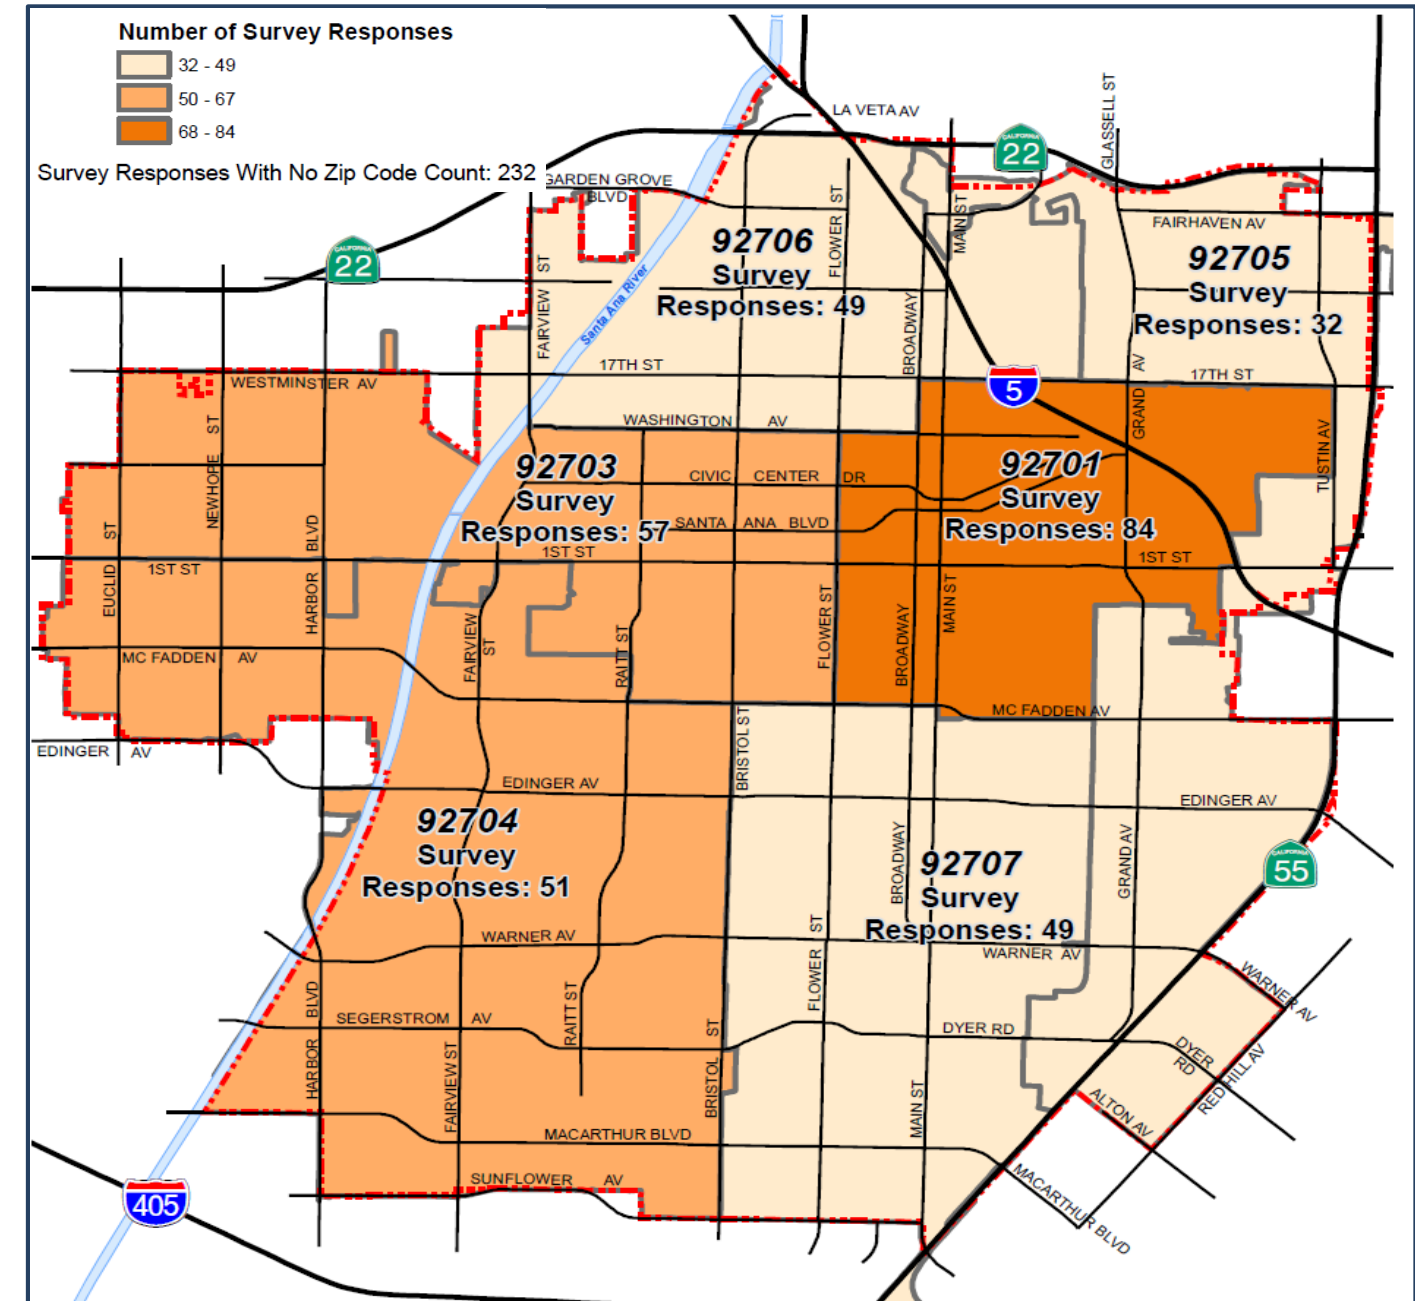 Number of Survey Responses
32 - 49
50 - 67
68 - 84
Survey Responses With No Zip Code Count: 232
LA VETA AV
GLASSELL ST
CALIFORNIA
22
GARDEN GROVE
BLVD
FLOWER ST
MAIN ST
FAIRHAVEN AV
92706
Survey
Responses: 49
92705
Survey
Responses: 32
CALIFORNIA
22
FAIRVIEW ST
Santa Ana River
BROADWAY
17TH ST
5
GRAND AV
17TH ST
WESTMINSTER AV
NEWHOPE ST
WASHINGTON AV
TUSTIN AV
92703
Survey
Responses: 57
CIVIC CENTER DR
SANTA ANA BLVD
92701
Survey
Responses: 84
EUCLID ST
HARBOR BLVD
1ST ST
1ST ST
1ST ST
FAIRVIEW ST
RAITT ST
FLOWER ST
BROADWAY
MAIN ST
MC FADDEN AV
MC FADDEN AV
EDINGER AV
BRISTOL ST
EDINGER AV
EDINGER AV
92704
Survey
Responses: 51
BROADWAY
GRAND AV
92707
Survey
Responses: 49
CALIFORNIA
55
WARNER AV
FLOWER ST
WARNER AV
WARNER AV
HARBOR BLVD
SEGERSTROM AV
RAITT ST
BRISTOL ST
DYER RD
DYER
RD
RED HILL AV
FAIRVIEW ST
MAIN ST
ALTON AV
MACARTHUR BLVD
MACARTHUR BLVD
SUNFLOWER AV
405